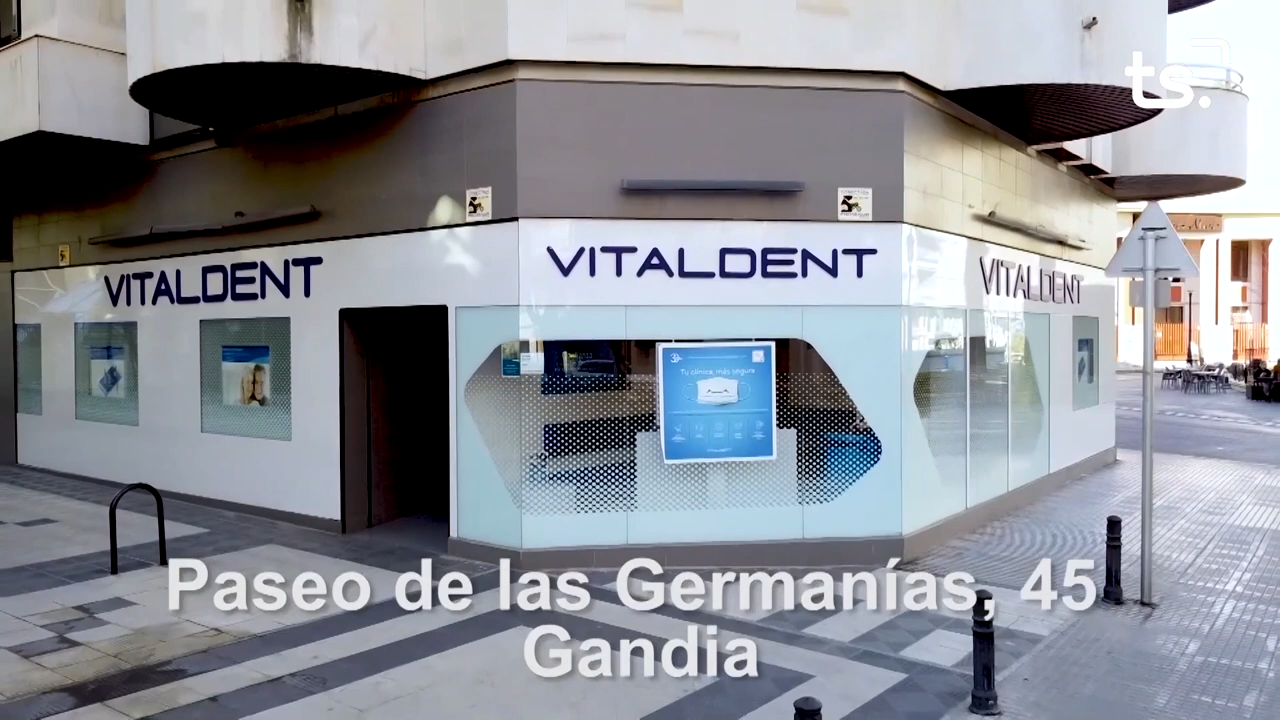 ts.
VITALDENT
VITALDENT
VITALDENT
Tu clínica, más segura
Paseo de las Germanías, 45
Gandia